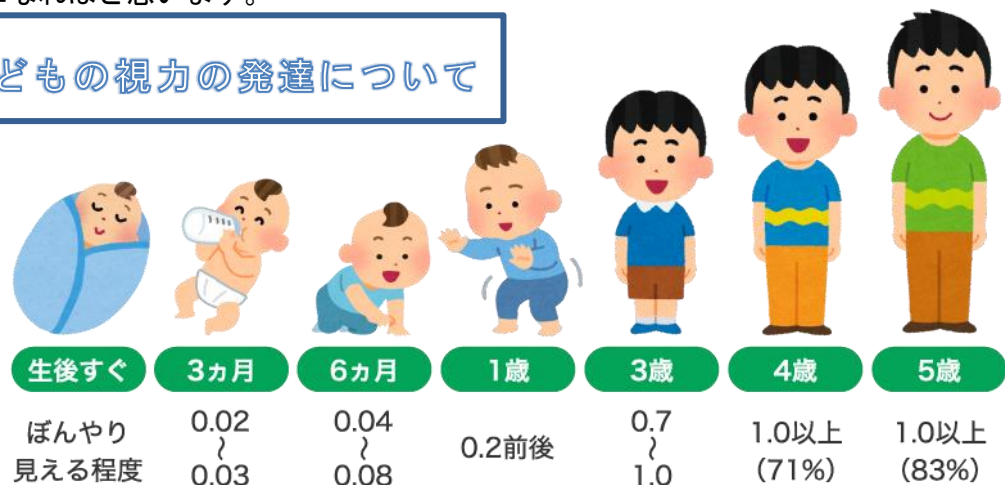 どもの視力の発達について
生後すぐ
ぼんやり
見える程度
3ヵ月
0.02
〜
0.03
6ヵ月
0.04
〜
0.08
1歳
0.2前後
3歳
0.7
〜
1.0
4歳
1.0以上
(71%)
5歳
1.0以上
(83%)